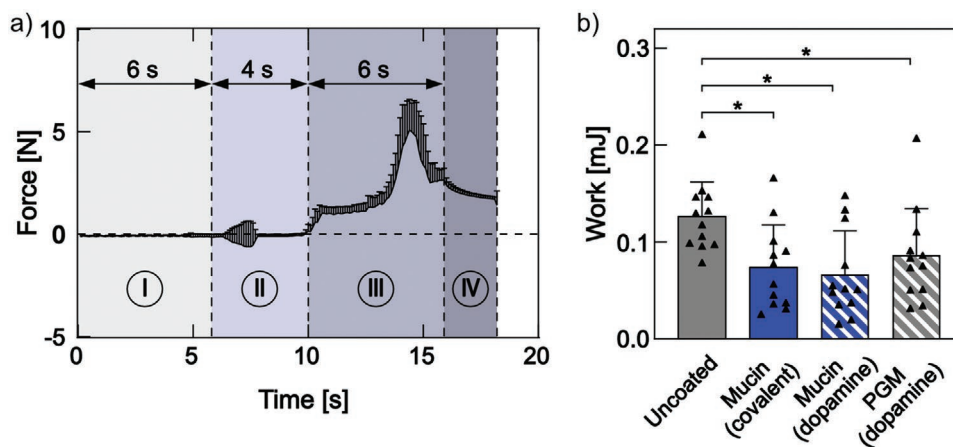 a)
Force [N]
10
5
0
-5
6 s
4 s
6 s
I
II
III
IV
0
5
10
15
20
Time [s]
b)
Work [mJ]
0.3
0.2
0.1
0.0
*
*
*
Uncoated
Mucin
(covalent)
Mucin
(dopamine)
PGM
(dopamine)